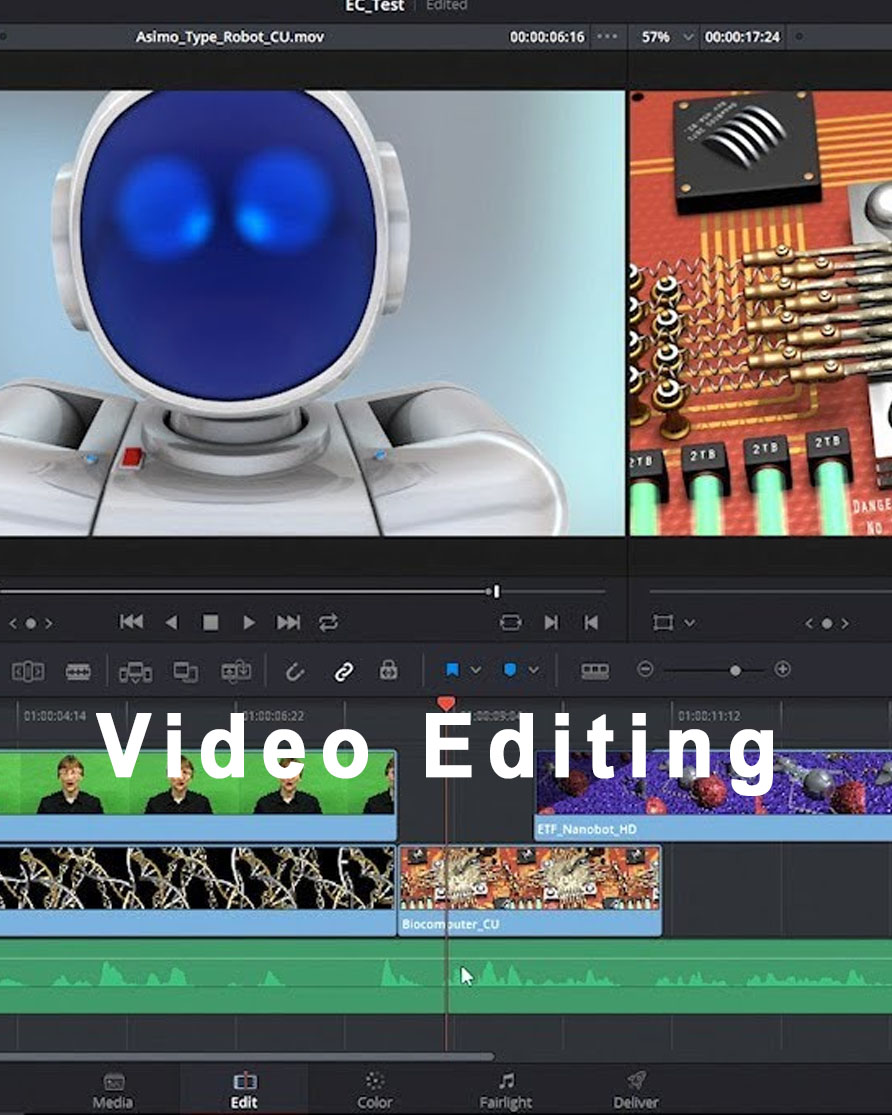 EC_Test | Edited
Asimo_Type_Robot_CU.mov 00:00:06:16 ••• 57% 00:00:17:24
2TB 2TB 2TB 2TB
DANGE
NO
01:00:04:14 01:00:06:22 01:00:11:12
Video Editing
ETF_Nanobot_HD
Biocomputer_CU
Media Edit Color Fairlight Deliver